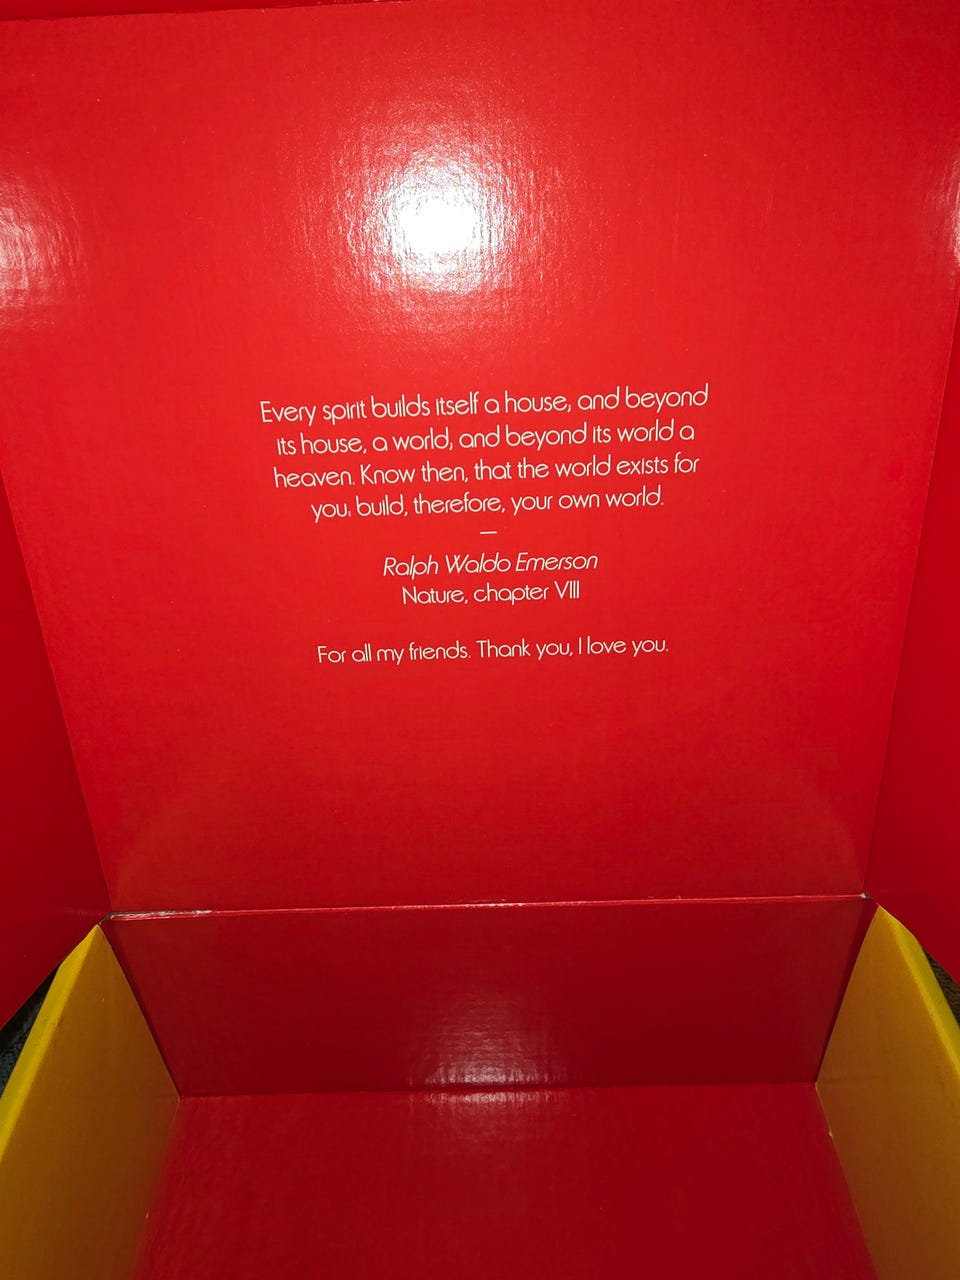 Every spirit builds itself a house, and beyond
its house, a world, and beyond its world a
heaven. Know then, that the world exists for
you: build, therefore, your own world.
—
Ralph Waldo Emerson
Nature, chapter VIII
For all my friends. Thank you, I love you.